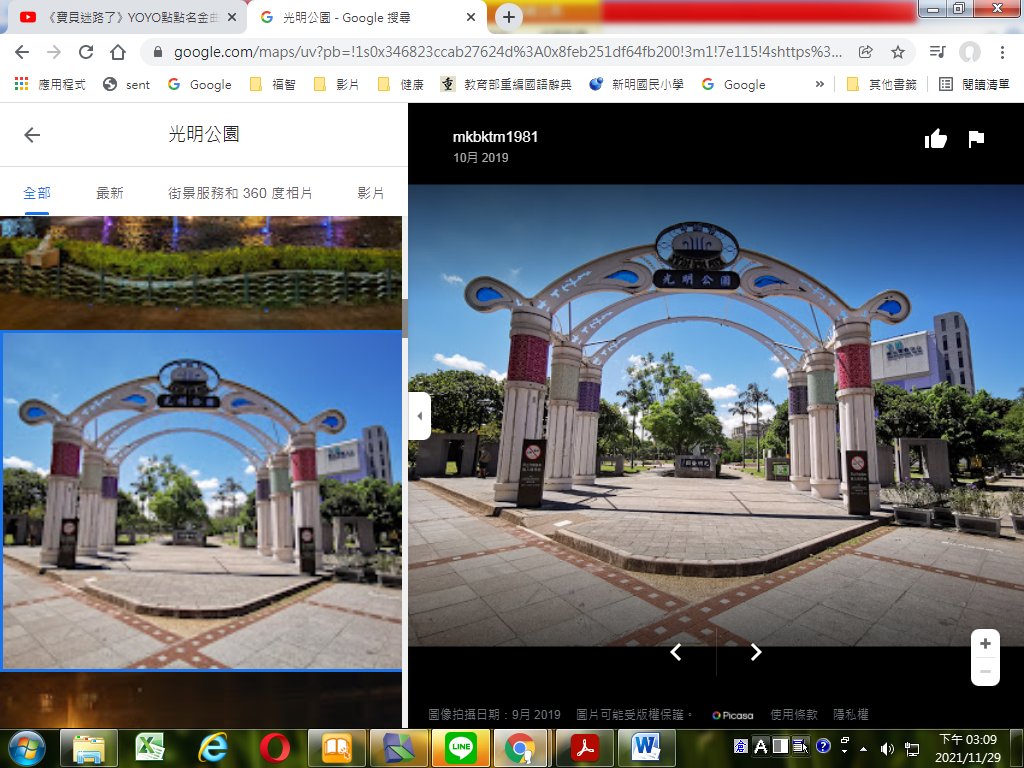 《寶貝迷路了》YOYO點點名金曲
光明公園 - Google 搜尋
google.com/maps/uv?pb=!1s0x346823ccab27624d%3A0x8feb251df64fb200!3m1!7e115!4shttps%3...
應用程式
sent
Google
福智
影片
健康
教育部重編國語辭典
新明國民小學
Google
»
其他書籤
閱讀清單
光明公園
全部
最新
街景服務和 360 度相片
影片
mkbktm1981
10月 2019
光明公園
圖像拍攝日期：9月 2019
圖片可能受版權保護。
Picasa
使用條款
隱私權
LINE
下午 03:09
2021/11/29